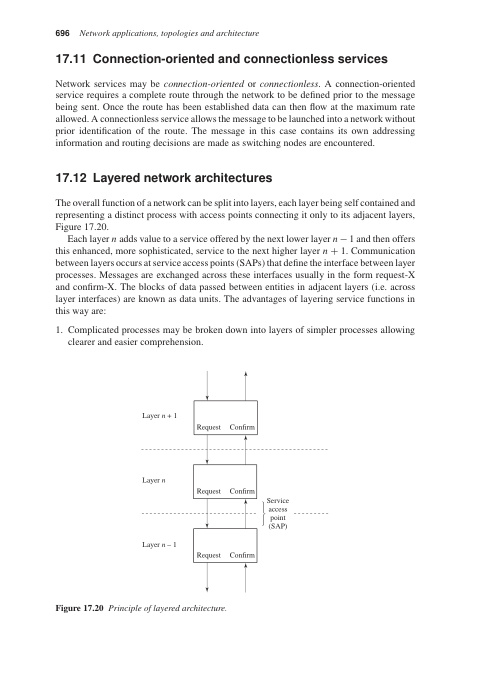 696 Network applications, topologies and architecture
17.11 Connection-oriented and connectionless services
Network services may be connection-oriented or connectionless. A connection-oriented
service requires a complete route through the network to be defined prior to the message
being sent. Once the route has been established data can then flow at the maximum rate
allowed. A connectionless service allows the message to be launched into a network without
prior identification of the route. The message in this case contains its own addressing
information and routing decisions are made as switching nodes are encountered.
17.12 Layered network architectures
The overall function of a network can be split into layers, each layer being self contained and
representing a distinct process with access points connecting it only to its adjacent layers,
Figure 17.20.
Each layer n adds value to a service offered by the next lower layer n − 1 and then offers
this enhanced, more sophisticated, service to the next higher layer n + 1. Communication
between layers occurs at service access points (SAPs) that define the interface between layer
processes. Messages are exchanged across these interfaces usually in the form request-X
and confirm-X. The blocks of data passed between entities in adjacent layers (i.e. across
layer interfaces) are known as data units. The advantages of layering service functions in
this way are:
1. Complicated processes may be broken down into layers of simpler processes allowing
clearer and easier comprehension.
Layer n + 1
Request Confirm
Layer n
Request Confirm
Service
access
point
(SAP)
Layer n − 1
Request Confirm
Figure 17.20 Principle of layered architecture.